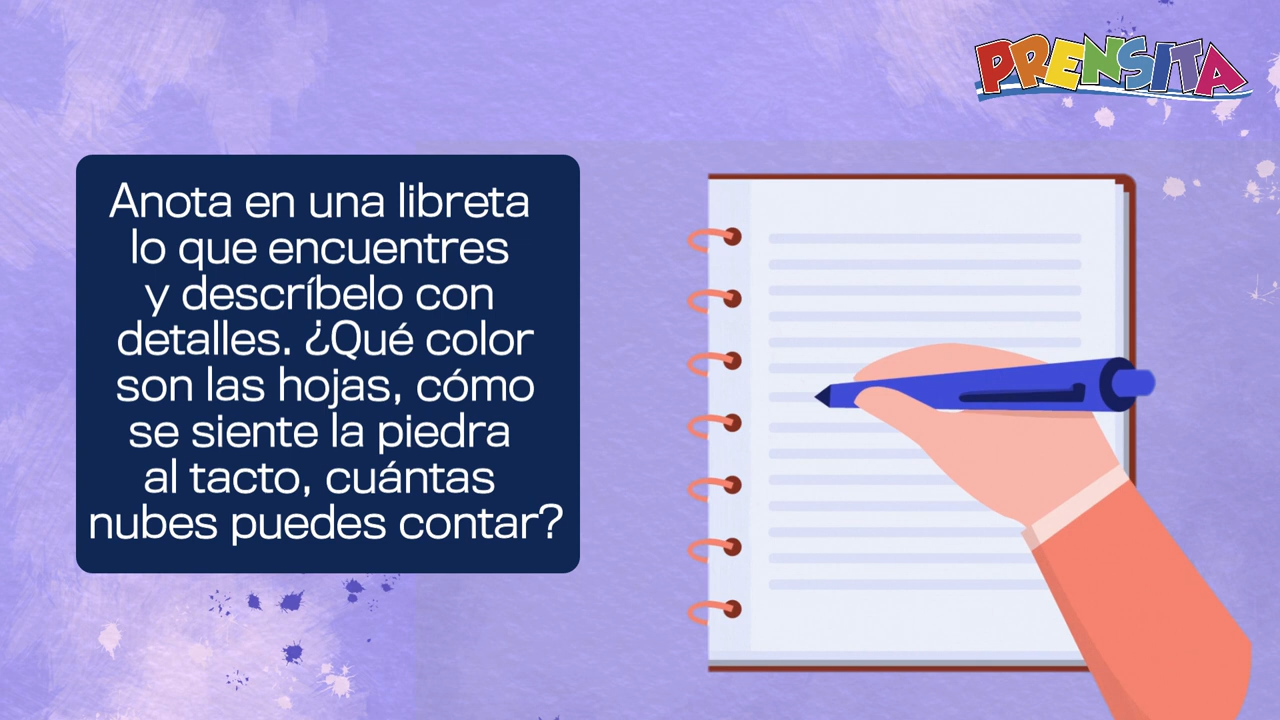 PRENSITA
Anota en una libreta
lo que encuentres
y descríbelo con
detalles. ¿Qué color
son las hojas, cómo
se siente la piedra
al tacto, cuántas
nubes puedes contar?